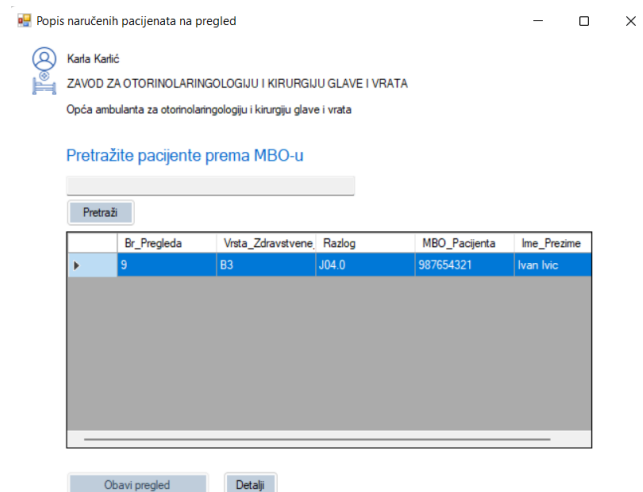 Popis naručenih pacijenata na pregled
Karla Karlić
ZAVOD ZA OTORINOLARINGOLOGIJU I KIRURGIJU GLAVE I VRATA
Opća ambulanta za otorinolaringologiju i kirurgiju glave i vrata
Pretražite pacijente prema MBO-u
Pretraži
Br_Pregleda Vrsta_Zdravstvene_ Razlog MBO_Pacijenta Ime_Prezime
9 B3 J04.0 987654321 Ivan Ivic
Obavi pregled Detalji